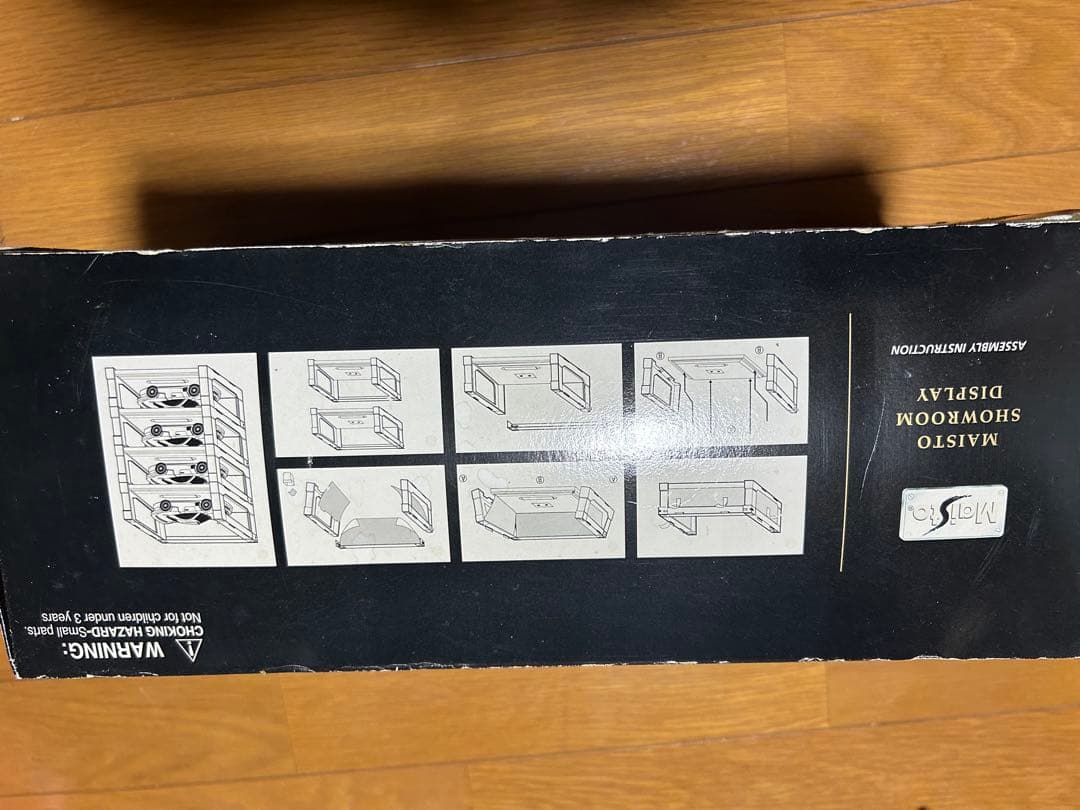 Maisto
MAISTO
SHOWROOM
DISPLAY
ASSEMBLY INSTRUCTION
B
B
A
B
A
WARNING:
CHOKING HAZARD-Small parts.
Not for children under 3 years